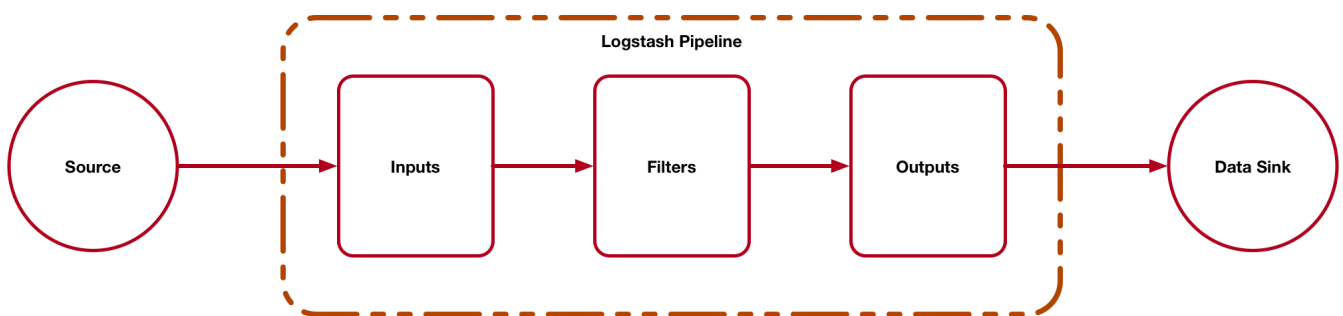 Logstash Pipeline
Source
Inputs
Filters
Outputs
Data Sink